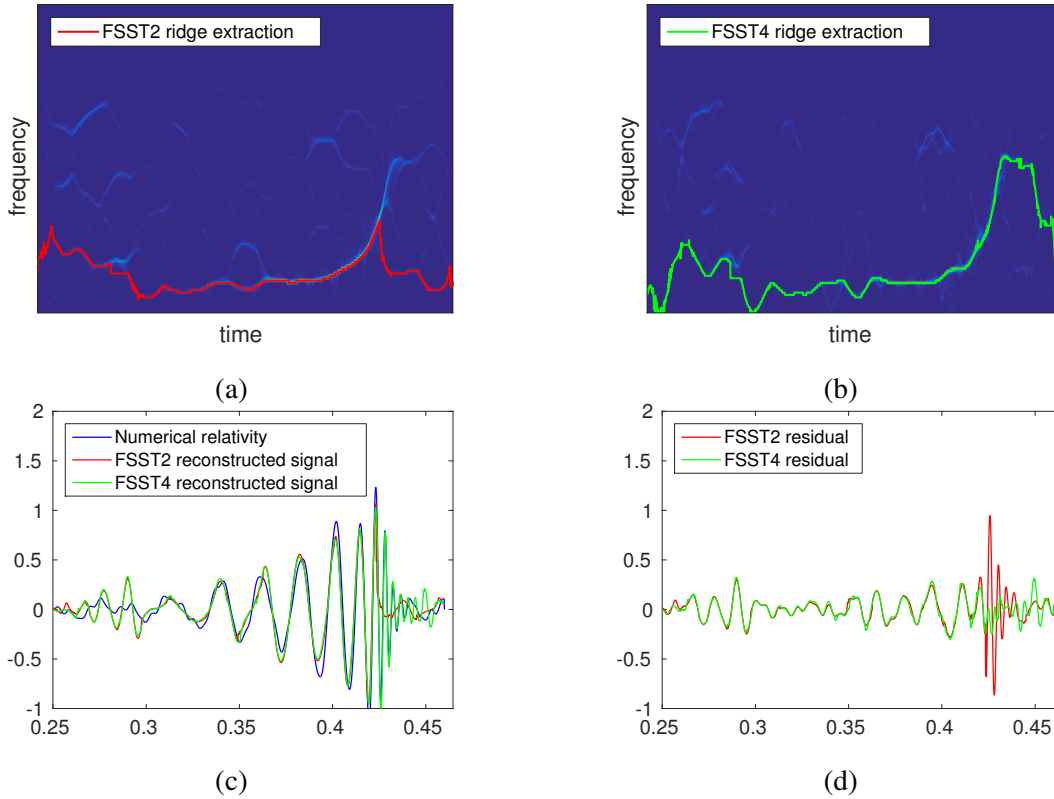 FSST2 ridge extraction
frequency
time
(a)
FSST4 ridge extraction
frequency
time
(b)
2
1.5
1
0.5
0
-0.5
-1
0.25
0.3
0.35
0.4
0.45
Numerical relativity
FSST2 reconstructed signal
FSST4 reconstructed signal
(c)
2
1.5
1
0.5
0
-0.5
-1
0.25
0.3
0.35
0.4
0.45
FSST2 residual
FSST4 residual
(d)